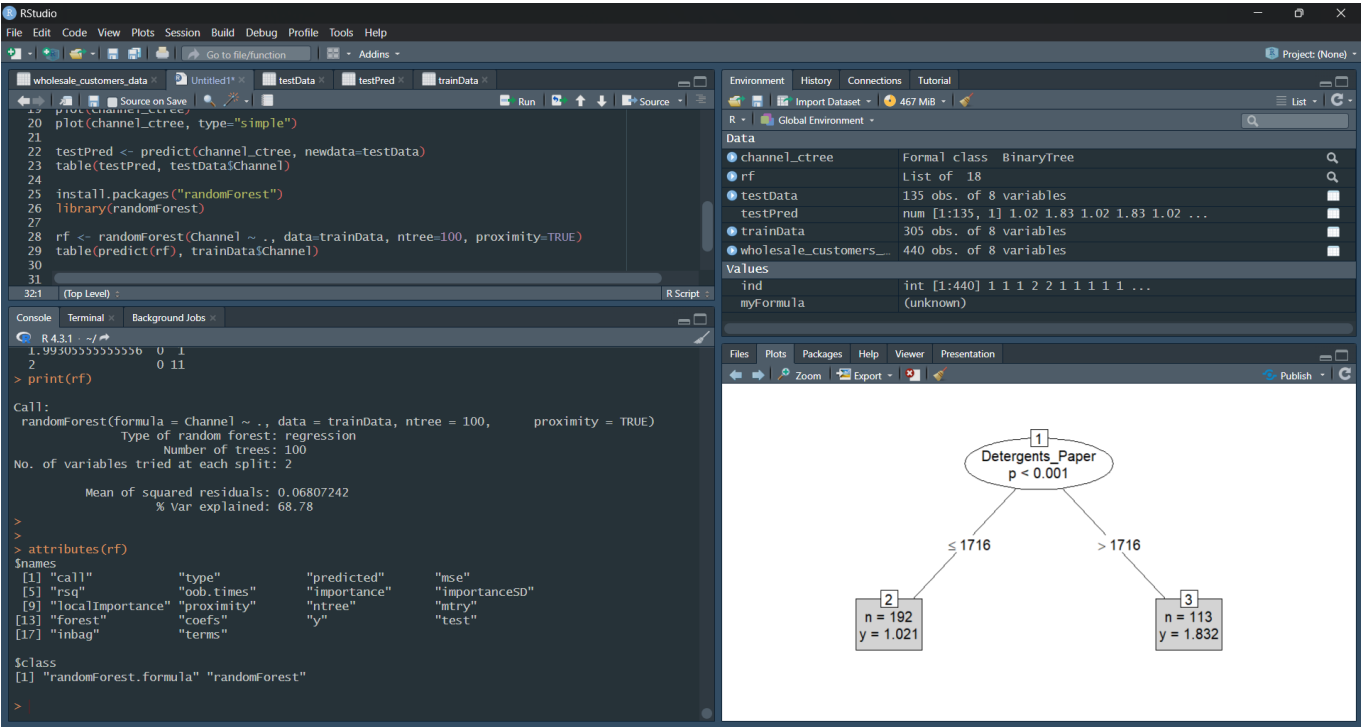 RStudio
File Edit Code View Plots Session Build Debug Profile Tools Help
Go to file/function Addins
Project: (None)
wholesale_customers_data Untitled1* testData testPred trainData
Source on Save Run Source
19 plot(channel_ctree)
20 plot(channel_ctree, type="simple")
21
22 testPred <- predict(channel_ctree, newdata=testData)
23 table(testPred, testData$Channel)
24
25 install.packages("randomForest")
26 library(randomForest)
27
28 rf <- randomForest(Channel ~ ., data=trainData, ntree=100, proximity=TRUE)
29 table(predict(rf), trainData$Channel)
30
31
32:1 (Top Level) R Script
Console Terminal Background Jobs
R 4.3.1 · ~/
1.99305555555556 0 1
2 0 11
> print(rf)
Call:
randomForest(formula = Channel ~ ., data = trainData, ntree = 100, proximity = TRUE)
Type of random forest: regression
Number of trees: 100
No. of variables tried at each split: 2
Mean of squared residuals: 0.06807242
% Var explained: 68.78
>
>
> attributes(rf)
$names
[1] "call" "type" "predicted" "mse"
[5] "rsq" "oob.times" "importance" "importanceSD"
[9] "localImportance" "proximity" "ntree" "mtry"
[13] "forest" "coefs" "y" "test"
[17] "inbag" "terms"
$class
[1] "randomForest.formula" "randomForest"
>
Environment History Connections Tutorial
Import Dataset 467 MiB List
R Global Environment
Data
channel_ctree Formal class BinaryTree
rf List of 18
testData 135 obs. of 8 variables
testPred num [1:135, 1] 1.02 1.83 1.02 1.83 1.02 ...
trainData 305 obs. of 8 variables
wholesale_customers_… 440 obs. of 8 variables
Values
ind int [1:440] 1 1 1 2 2 1 1 1 1 1 ...
myFormula (unknown)
Files Plots Packages Help Viewer Presentation
Zoom Export Publish
1
Detergents_Paper
p < 0.001
≤ 1716 > 1716
2 3
n = 192 n = 113
y = 1.021 y = 1.832